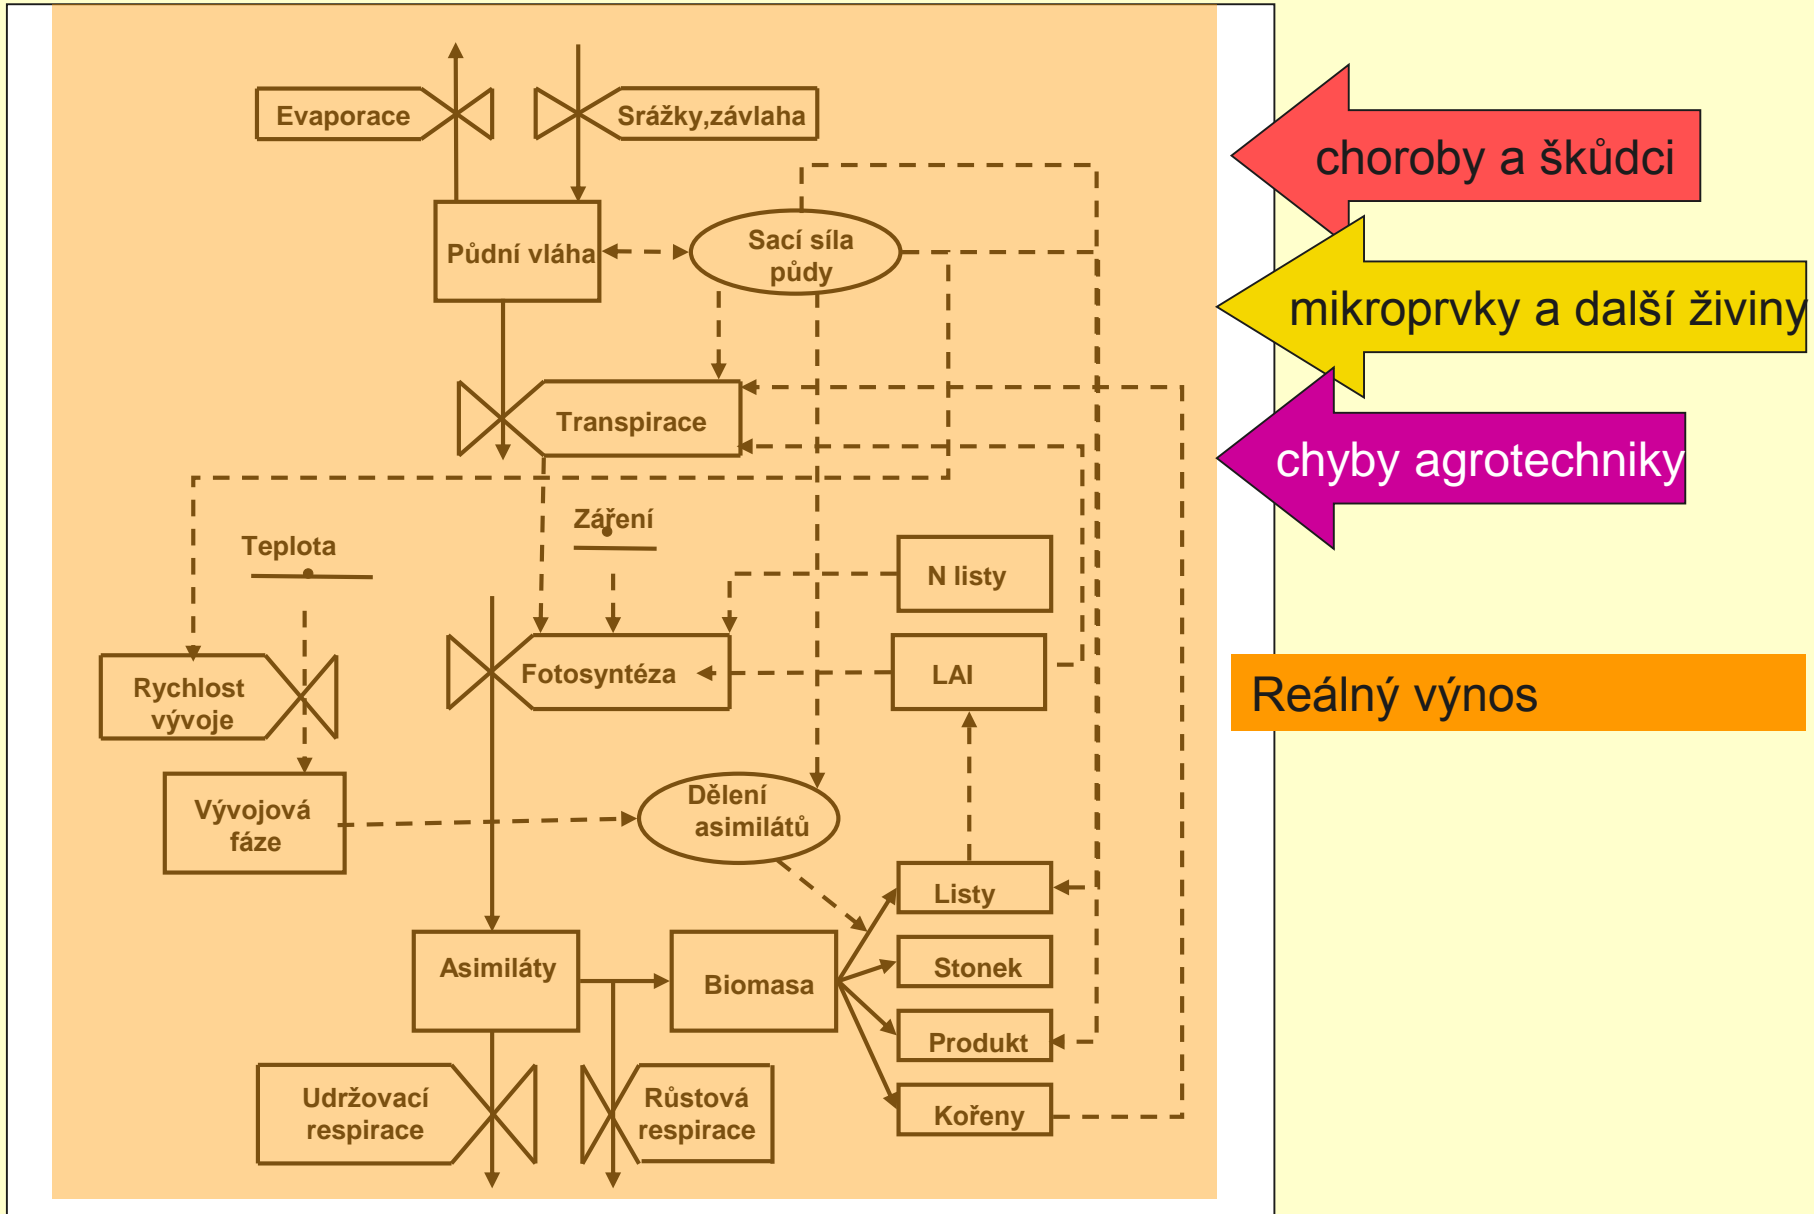 Evaporace
Srážky,závlaha
Půdní vláha
Sací síla
půdy
Transpirace
Záření
Teplota
N listy
Fotosyntéza
LAI
Rychlost
vývoje
Vývojová
fáze
Dělení
asimilátů
Listy
Asimiláty
Biomasa
Stonek
Produkt
Udržovací
respirace
Růstová
respirace
Kořeny
choroby a škůdci
mikroprvky a další živiny
chyby agrotechniky
Reálný výnos